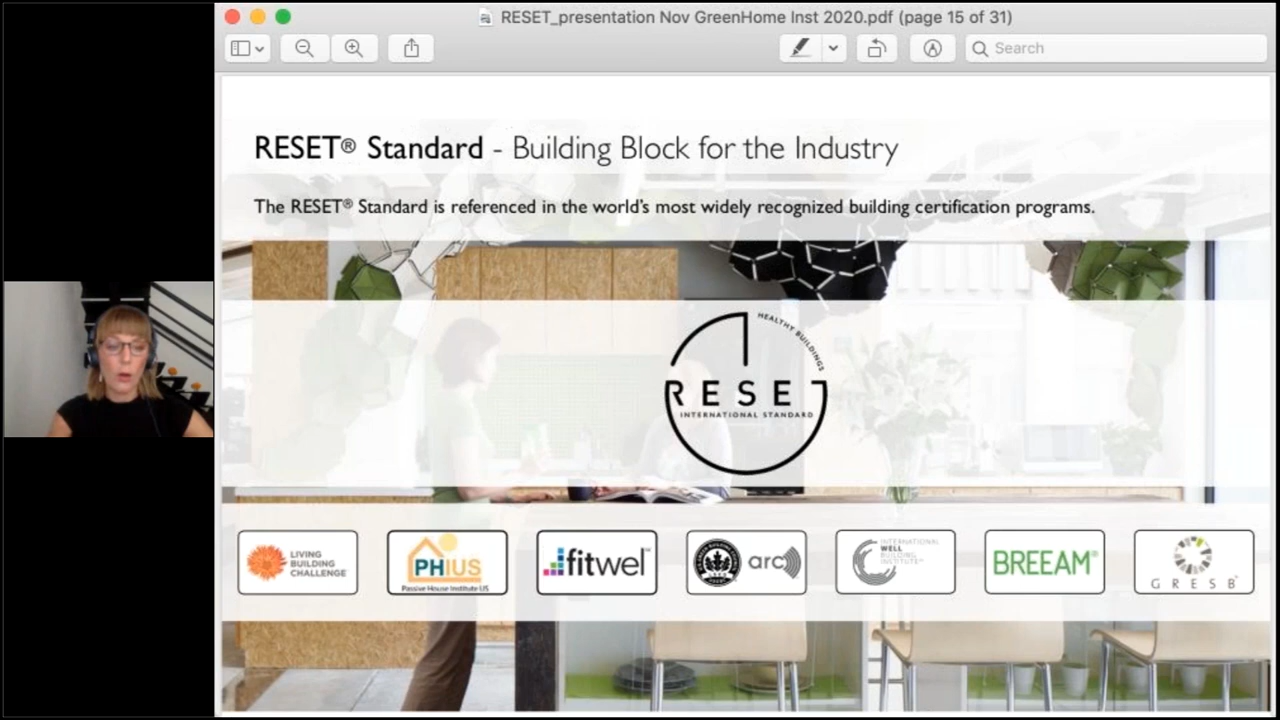 RESET_presentation Nov GreenHome Inst 2020.pdf (page 15 of 31)
Search
RESET® Standard - Building Block for the Industry
The RESET® Standard is referenced in the world's most widely recognized building certification programs.
HEALTHY BUILDINGS
RESET
INTERNATIONAL STANDARD
LIVING
BUILDING
CHALLENGE
PHIUS
Passive House Institute US
fitwel
arc
INTERNATIONAL
WELL
BUILDING
INSTITUTE
BREEAM®
GRESB